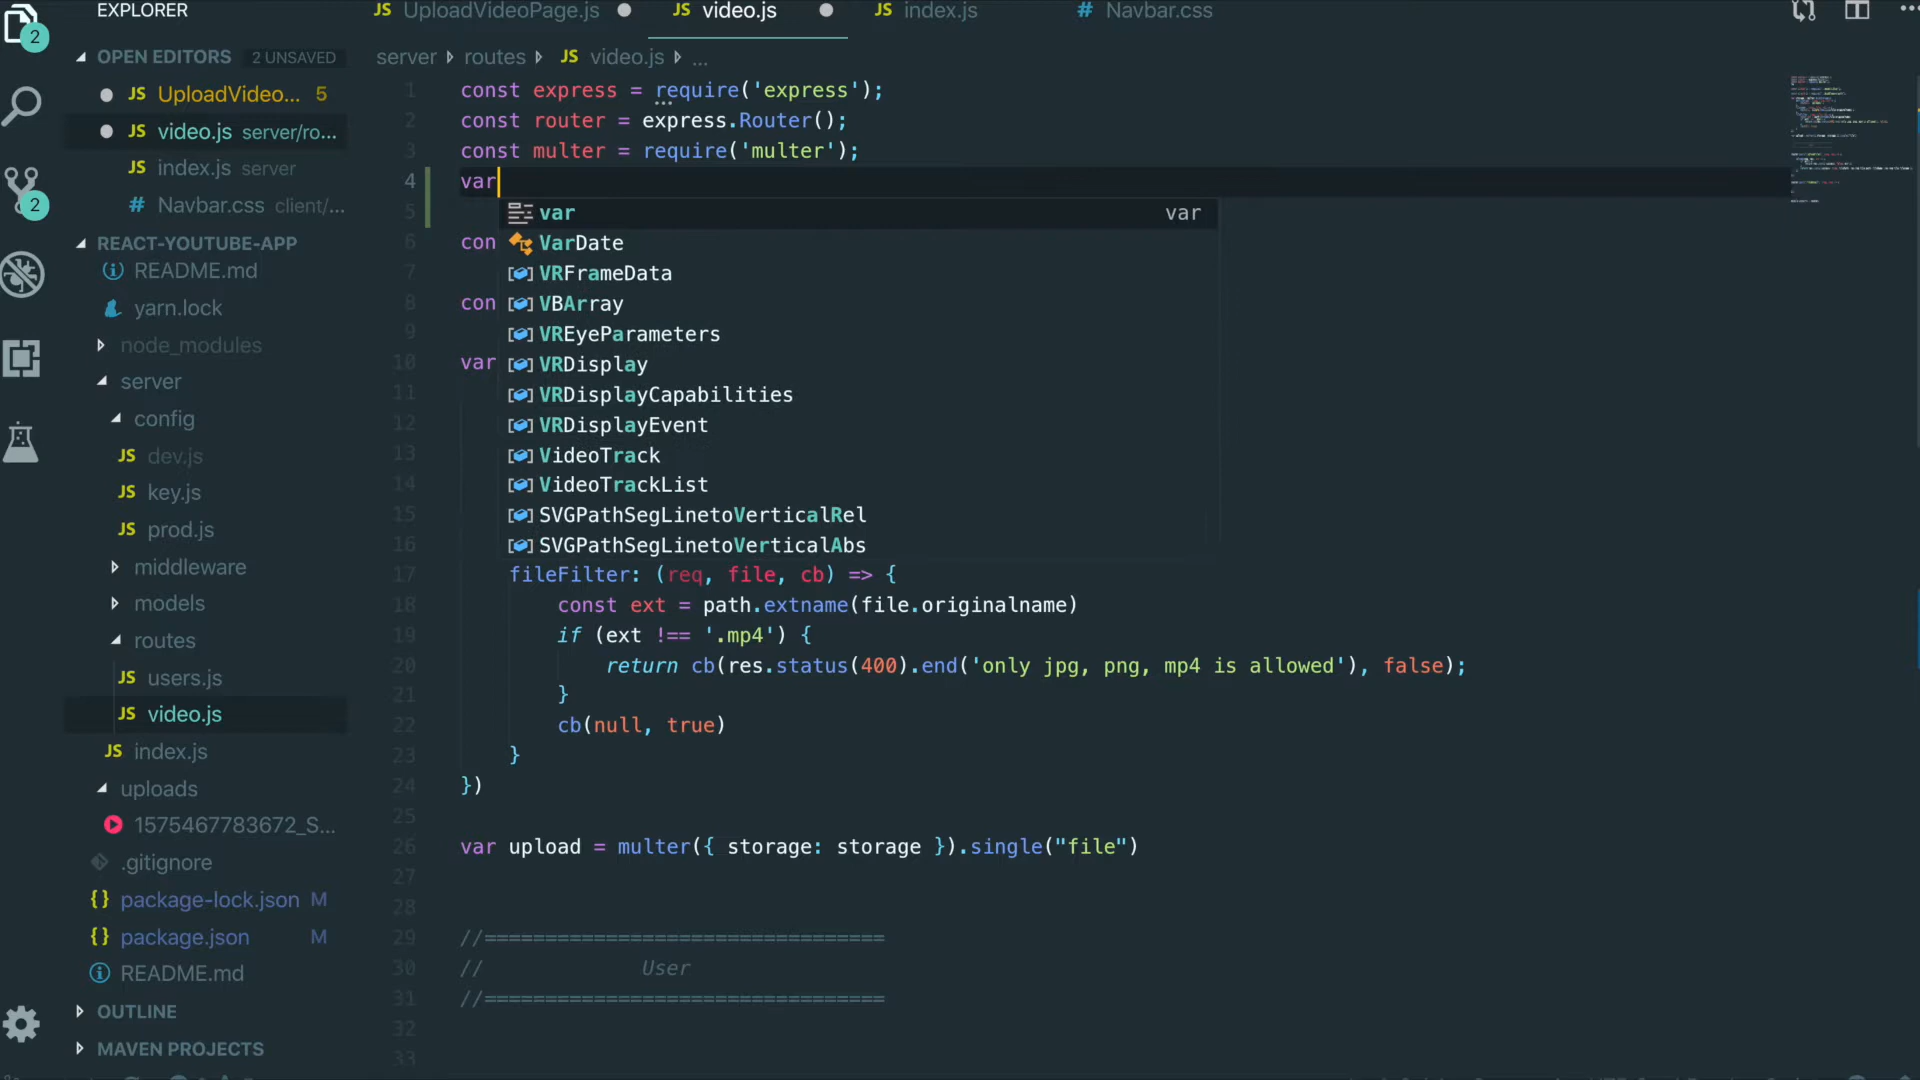 EXPLORER
2
OPEN EDITORS 2 UNSAVED
JS UploadVideo... 5
JS video.js server/ro...
JS index.js server
# Navbar.css client/...
2
REACT-YOUTUBE-APP
README.md
yarn.lock
node_modules
server
config
JS dev.js
JS key.js
JS prod.js
middleware
models
routes
JS users.js
JS video.js
JS index.js
uploads
1575467783672_S...
.gitignore
{} package-lock.json M
{} package.json M
README.md
OUTLINE
MAVEN PROJECTS
JS UploadVideoPage.js
JS video.js
JS index.js
# Navbar.css
server routes JS video.js ...
1 const express = require('express');
2 const router = express.Router();
3 const multer = require('multer');
4 var
var var
5
6 con
VarDate
7
VRFrameData
8 con
VBArray
9
VREyeParameters
10 var
VRDisplay
11
VRDisplayCapabilities
12
VRDisplayEvent
13
VideoTrack
14
VideoTrackList
15
SVGPathSegLinetoVerticalRel
16
SVGPathSegLinetoVerticalAbs
17 fileFilter: (req, file, cb) => {
18 const ext = path.extname(file.originalname)
19 if (ext !== '.mp4') {
20 return cb(res.status(400).end('only jpg, png, mp4 is allowed'), false);
21 }
22 cb(null, true)
23 }
24 })
25
26 var upload = multer({ storage: storage }).single("file")
27
28
29 //=================================
30 // User
31 //=================================
32
33